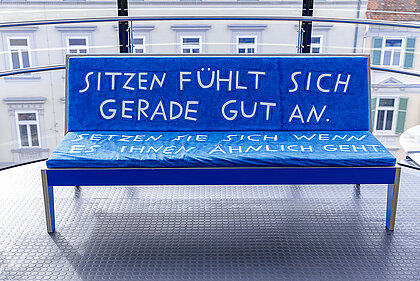 SITZEN FÜHLT SICH
GERADE GUT AN.
SETZEN SIE SICH WENN
ES IHNEN ÄHNLICH GEHT